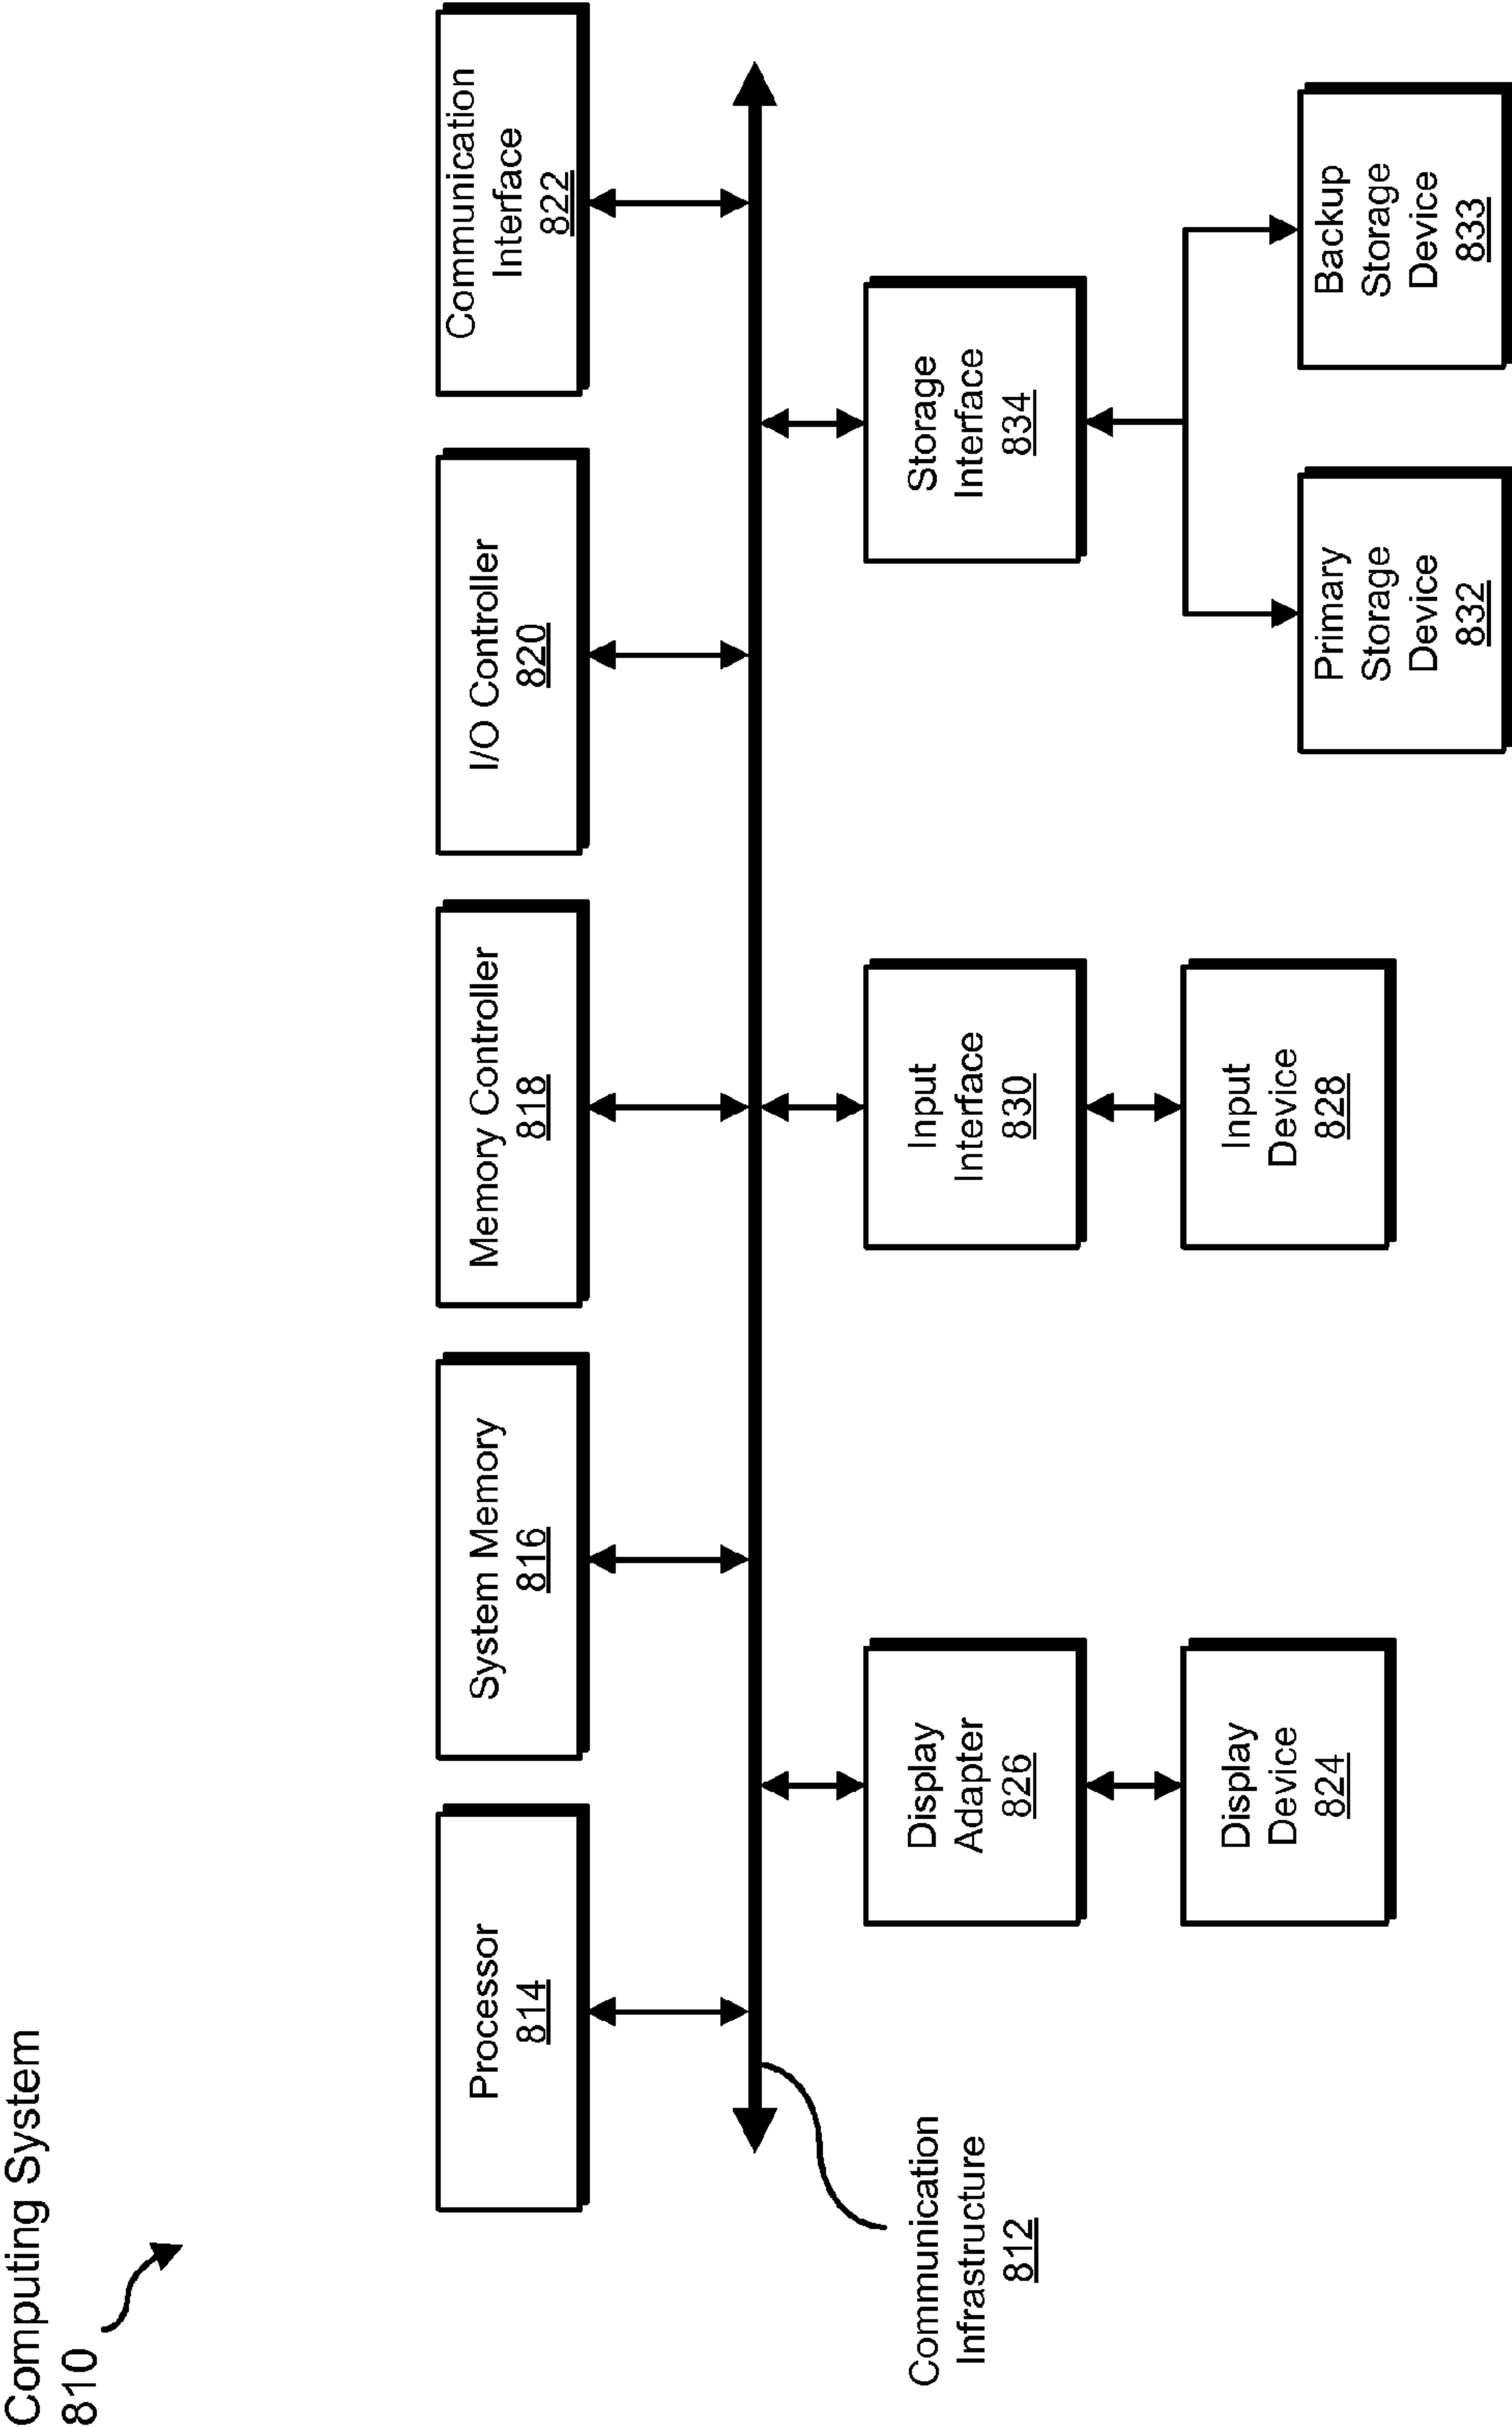 Computing System
810
Processor
814
System Memory
816
Memory Controller
818
I/O Controller
820
Communication
Interface
822
Communication
Infrastructure
812
Display
Adapter
826
Input
Interface
830
Storage
Interface
834
Display
Device
824
Input
Device
828
Primary
Storage
Device
832
Backup
Storage
Device
833